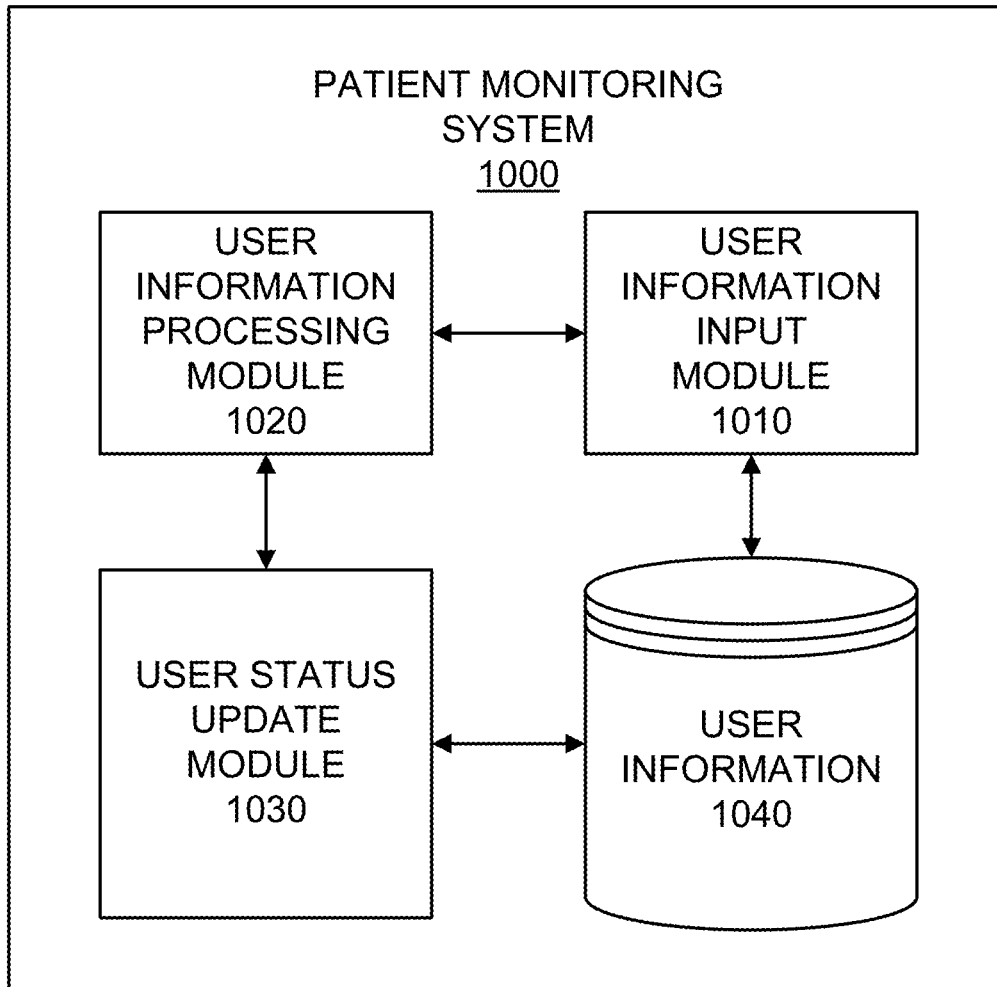 PATIENT MONITORING
SYSTEM
1000
USER
INFORMATION
PROCESSING
MODULE
1020
USER
INFORMATION
INPUT
MODULE
1010
USER STATUS
UPDATE
MODULE
1030
USER
INFORMATION
1040